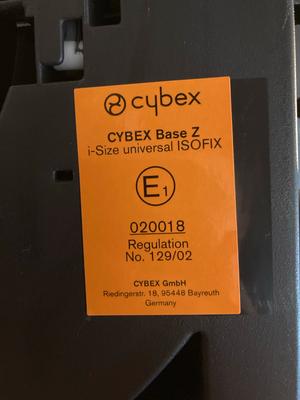 cybex
CYBEX Base Z
i-Size universal ISOFIX
E1
020018
Regulation
No. 129/02
CYBEX GmbH
Riedingerstr. 18, 95448 Bayreuth
Germany